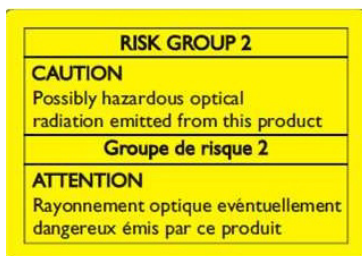 RISK GROUP 2
CAUTION
Possibly hazardous optical
radiation emitted from this product
Groupe de risque 2
ATTENTION
Rayonnement optique evéntuellement
dangereux émis par ce produit